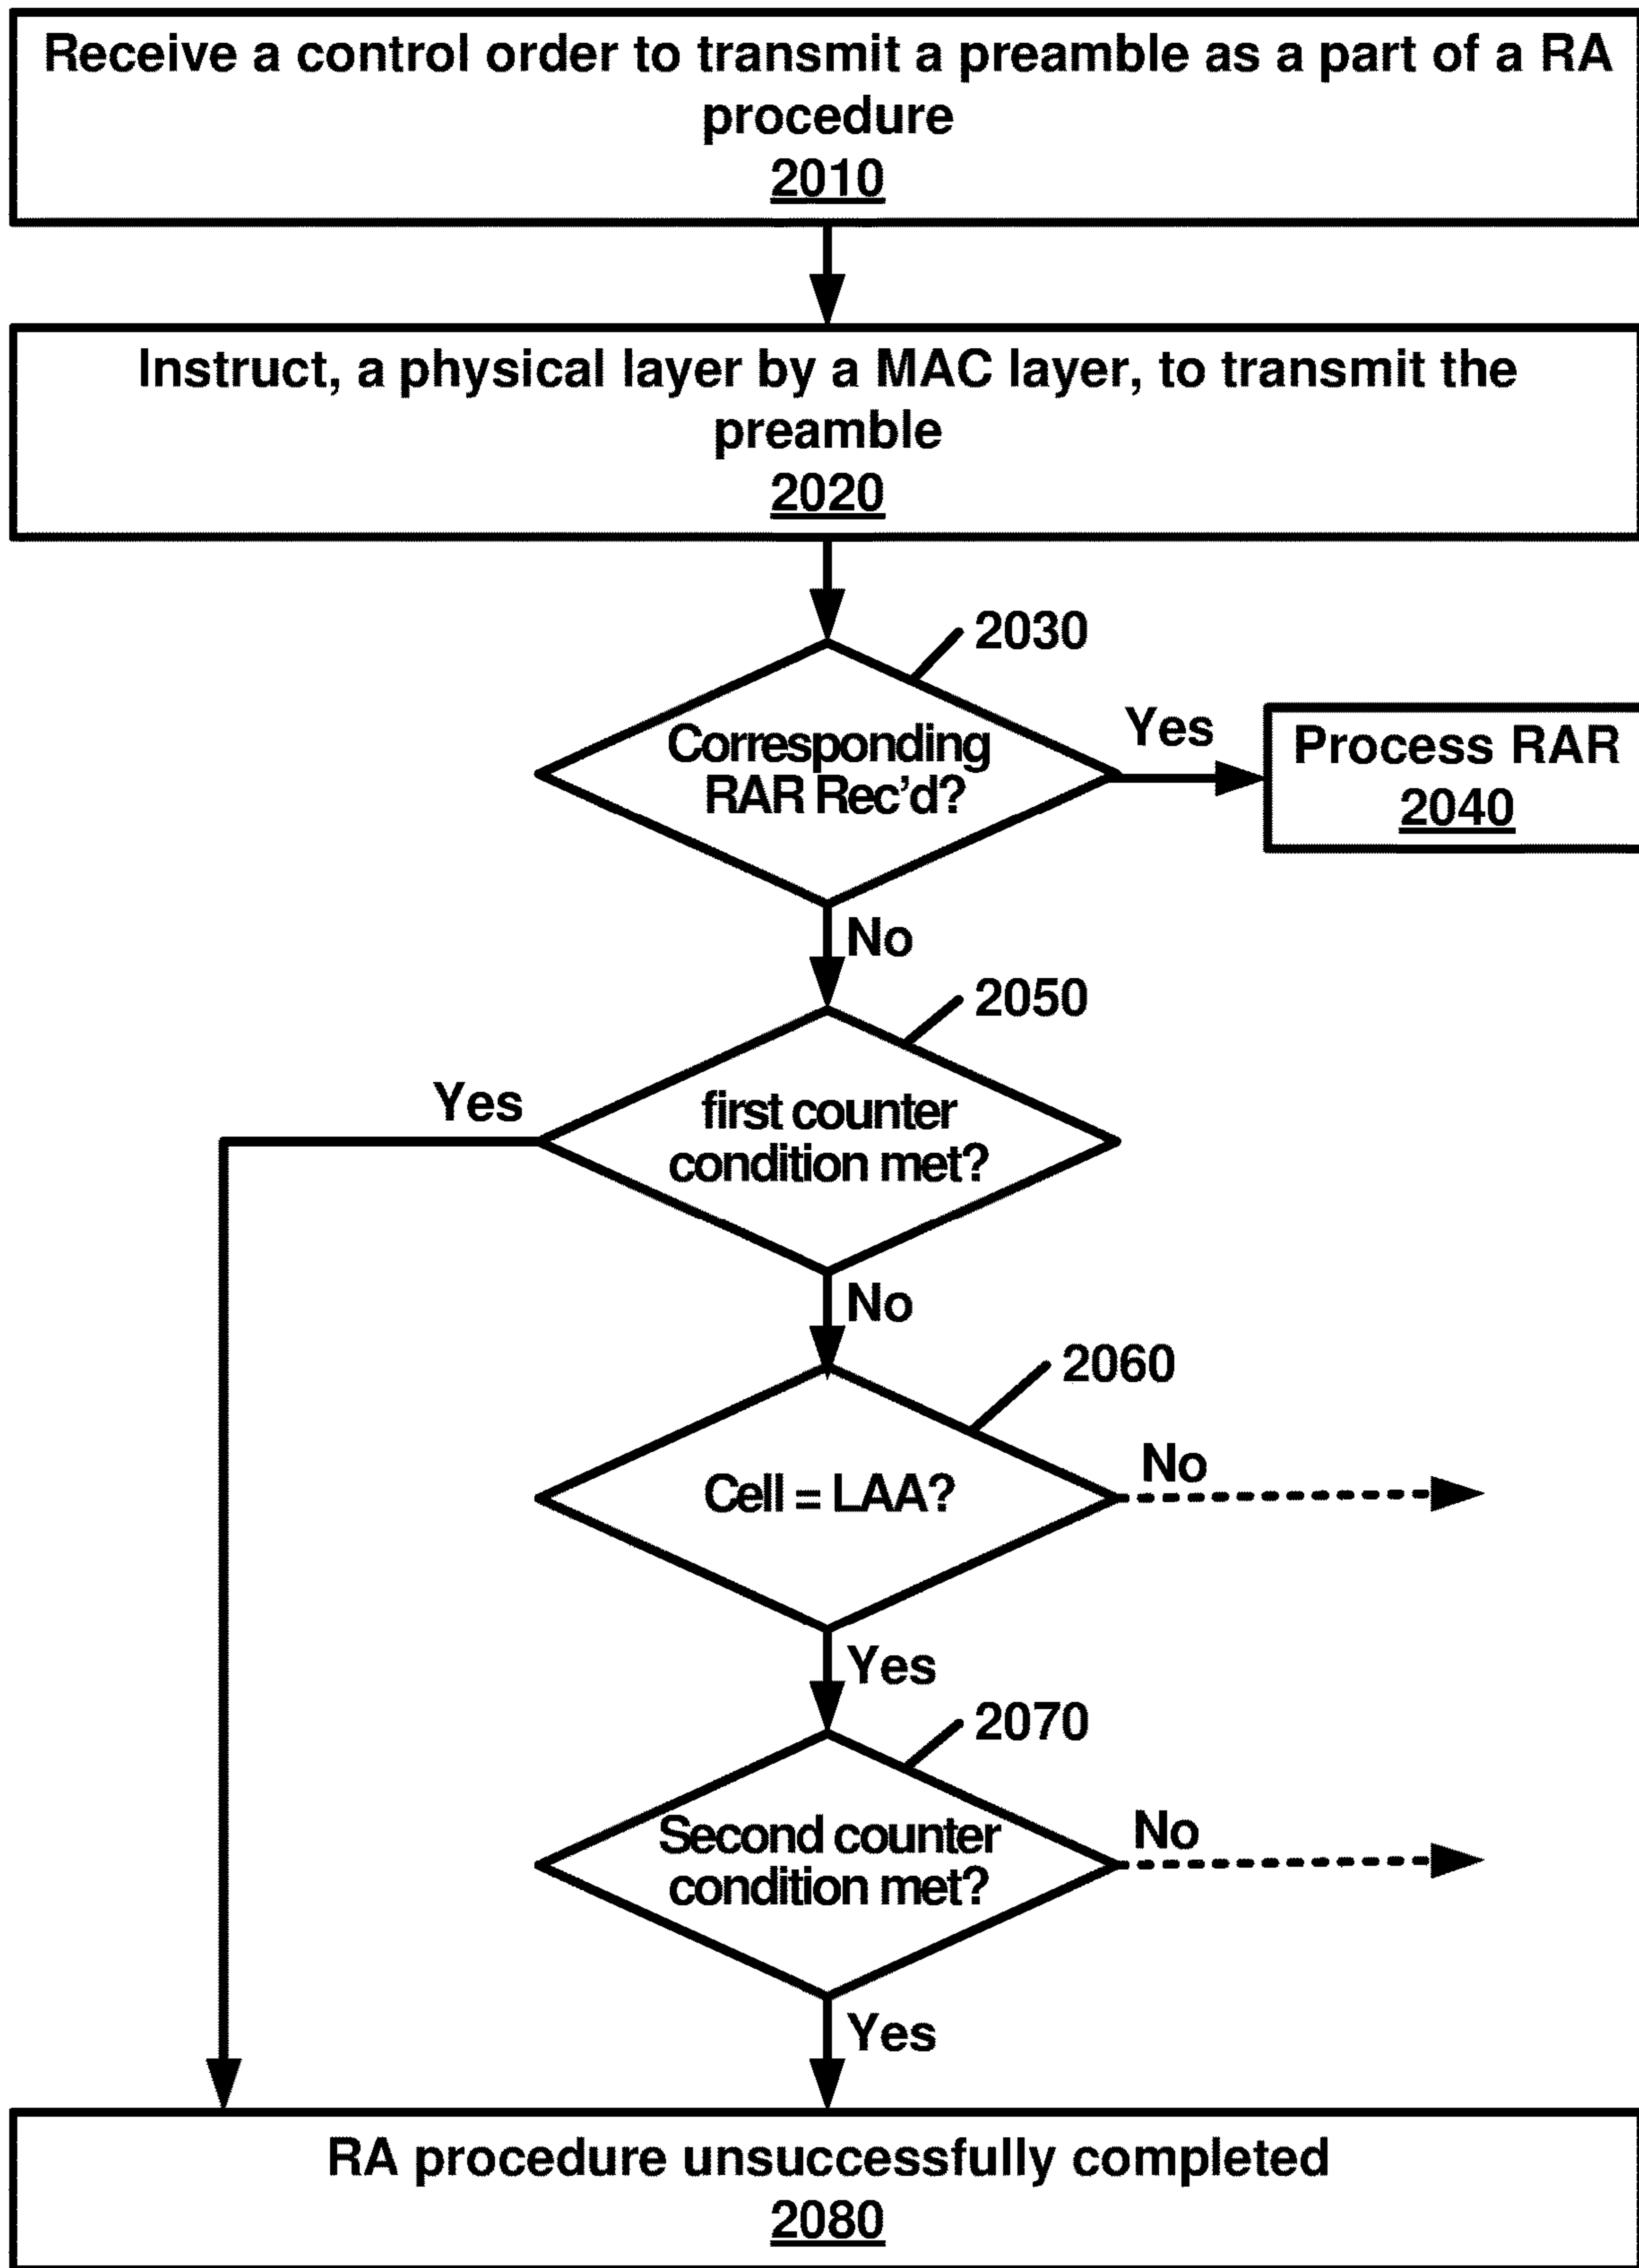 Receive a control order to transmit a preamble as a part of a RA
procedure
2010
Instruct, a physical layer by a MAC layer, to transmit the
preamble
2020
2030
Corresponding
RAR Rec'd?
Yes
Process RAR
2040
No
2050
Yes
first counter
condition met?
No
2060
Cell = LAA?
No
Yes
2070
Second counter
condition met?
No
Yes
RA procedure unsuccessfully completed
2080